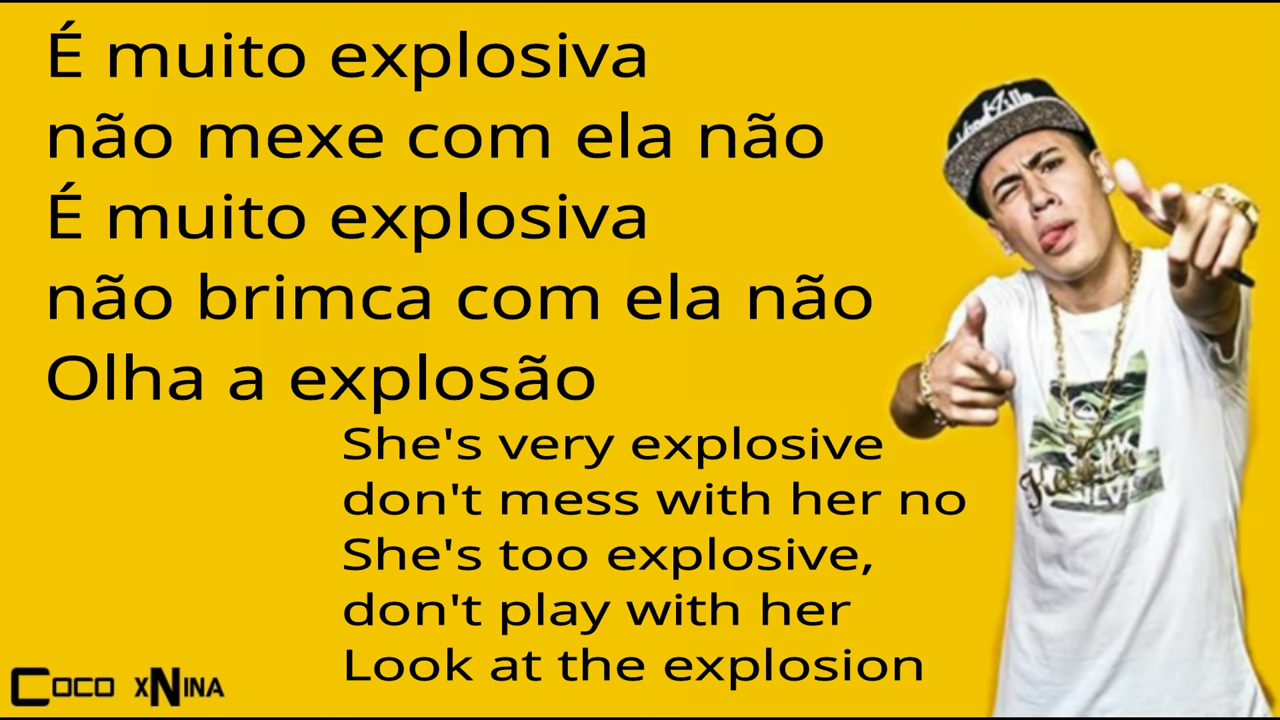 É muito explosiva
não mexe com ela não
É muito explosiva
não brimca com ela não
Olha a explosão
She's very explosive
don't mess with her no
She's too explosive,
don't play with her
Look at the explosion
Coco xNina